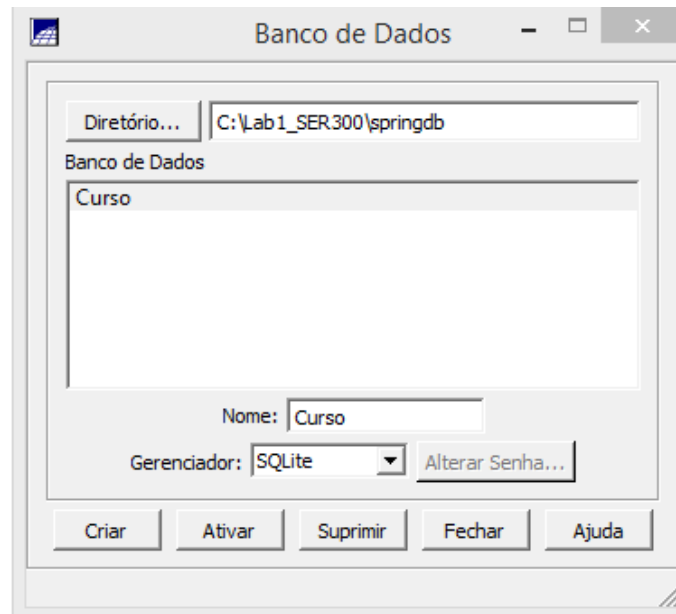 Banco de Dados
Diretório... C:\Lab1_SER300\springdb
Banco de Dados
Curso
Nome: Curso
Gerenciador: SQLite Alterar Senha...
Criar Ativar Suprimir Fechar Ajuda